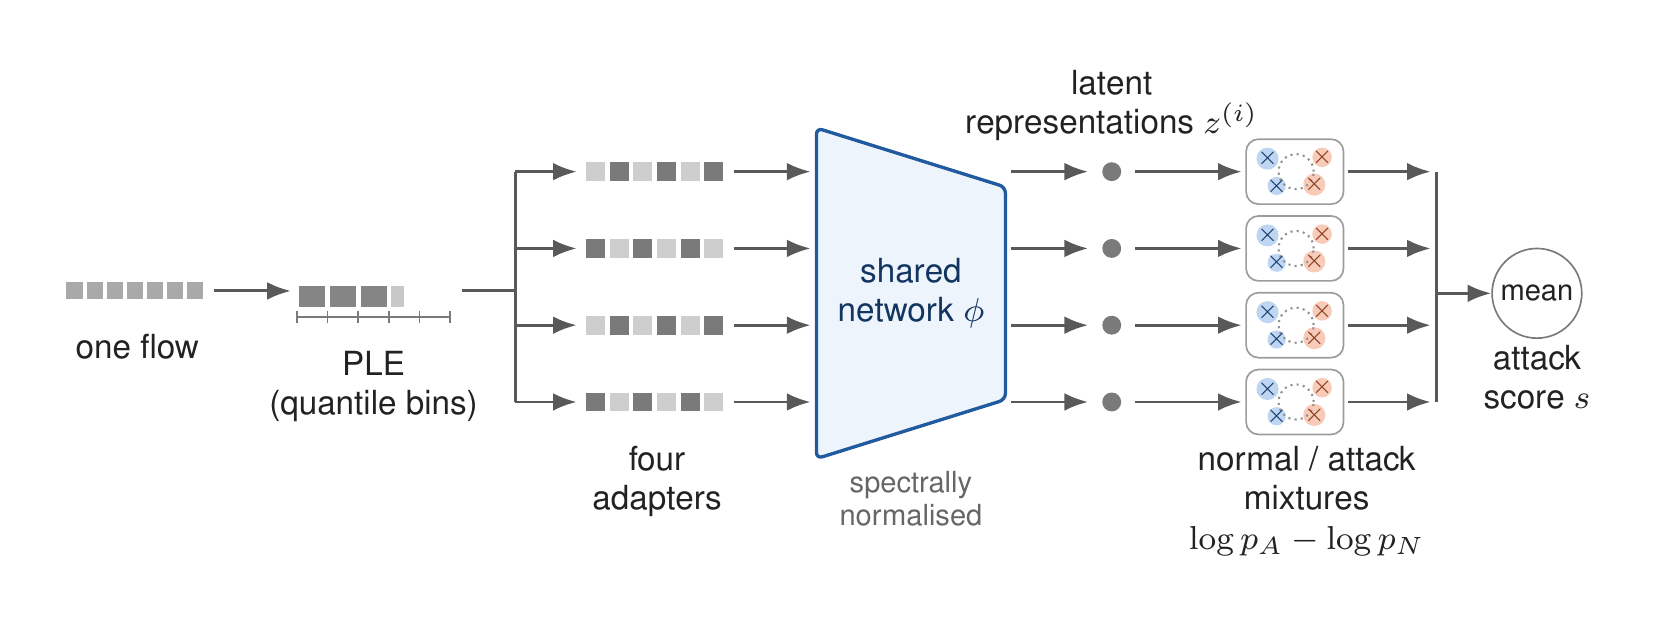 one flow
PLE
(quantile bins)
four
adapters
shared
network ϕ
spectrally
normalised
latent
representations z⁽ⁱ⁾
normal / attack
mixtures
log p_A − log p_N
mean
attack
score s